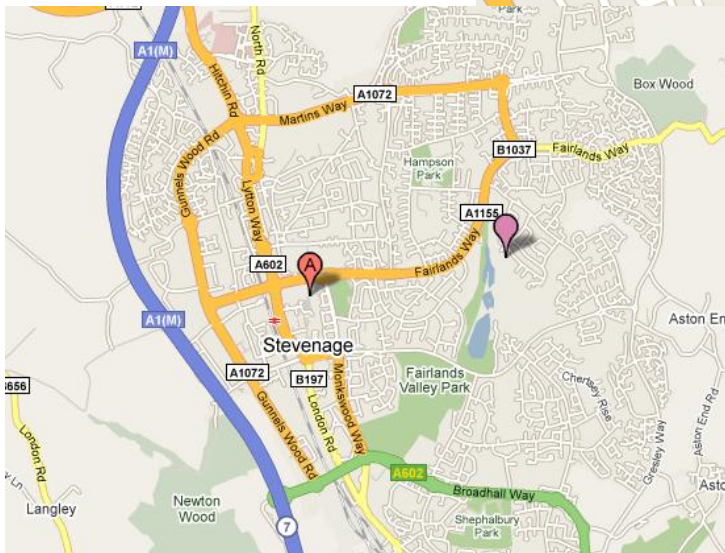 Park
A1(M)
North Rd
Hitchin Rd
Box Wood
A1072
Martins Way
Gunnels Wood Rd
B1037
Fairlands Way
Hampson
Park
Lytton Way
A1155
A602
A
Fairlands Way
A1(M)
Stevenage
Aston En
A1072
B197
Fairlands
Valley Park
Chertsey Rise
B656
London Rd
Gunnels Wood Rd
London Rd
Monkswood Way
Gresley Way
Aston End Rd
A602
Broadhall Way
Newton
Wood
Langley
7
Shephalbury
Park
Asto